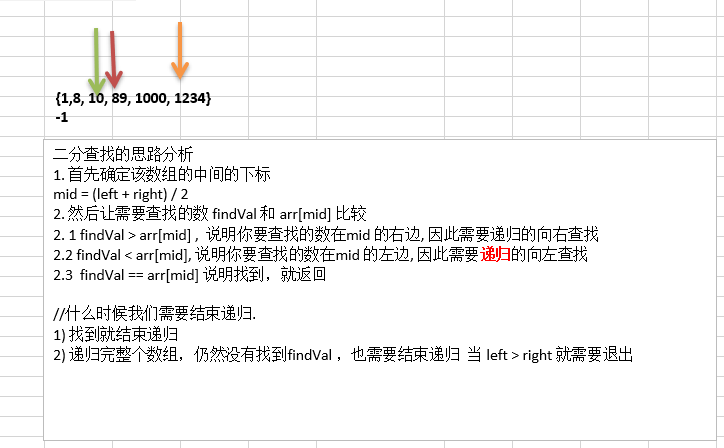 {1,8, 10, 89, 1000, 1234}
-1
二分查找的思路分析
1. 首先确定该数组的中间的下标
mid = (left + right) / 2
2. 然后让需要查找的数 findVal 和 arr[mid] 比较
2. 1 findVal > arr[mid] , 说明你要查找的数在mid 的右边, 因此需要递归的向右查找
2.2 findVal < arr[mid], 说明你要查找的数在mid 的左边, 因此需要递归的向左查找
2.3 findVal == arr[mid] 说明找到，就返回
//什么时候我们需要结束递归.
1) 找到就结束递归
2) 递归完整个数组，仍然没有找到findVal ，也需要结束递归 当 left > right 就需要退出